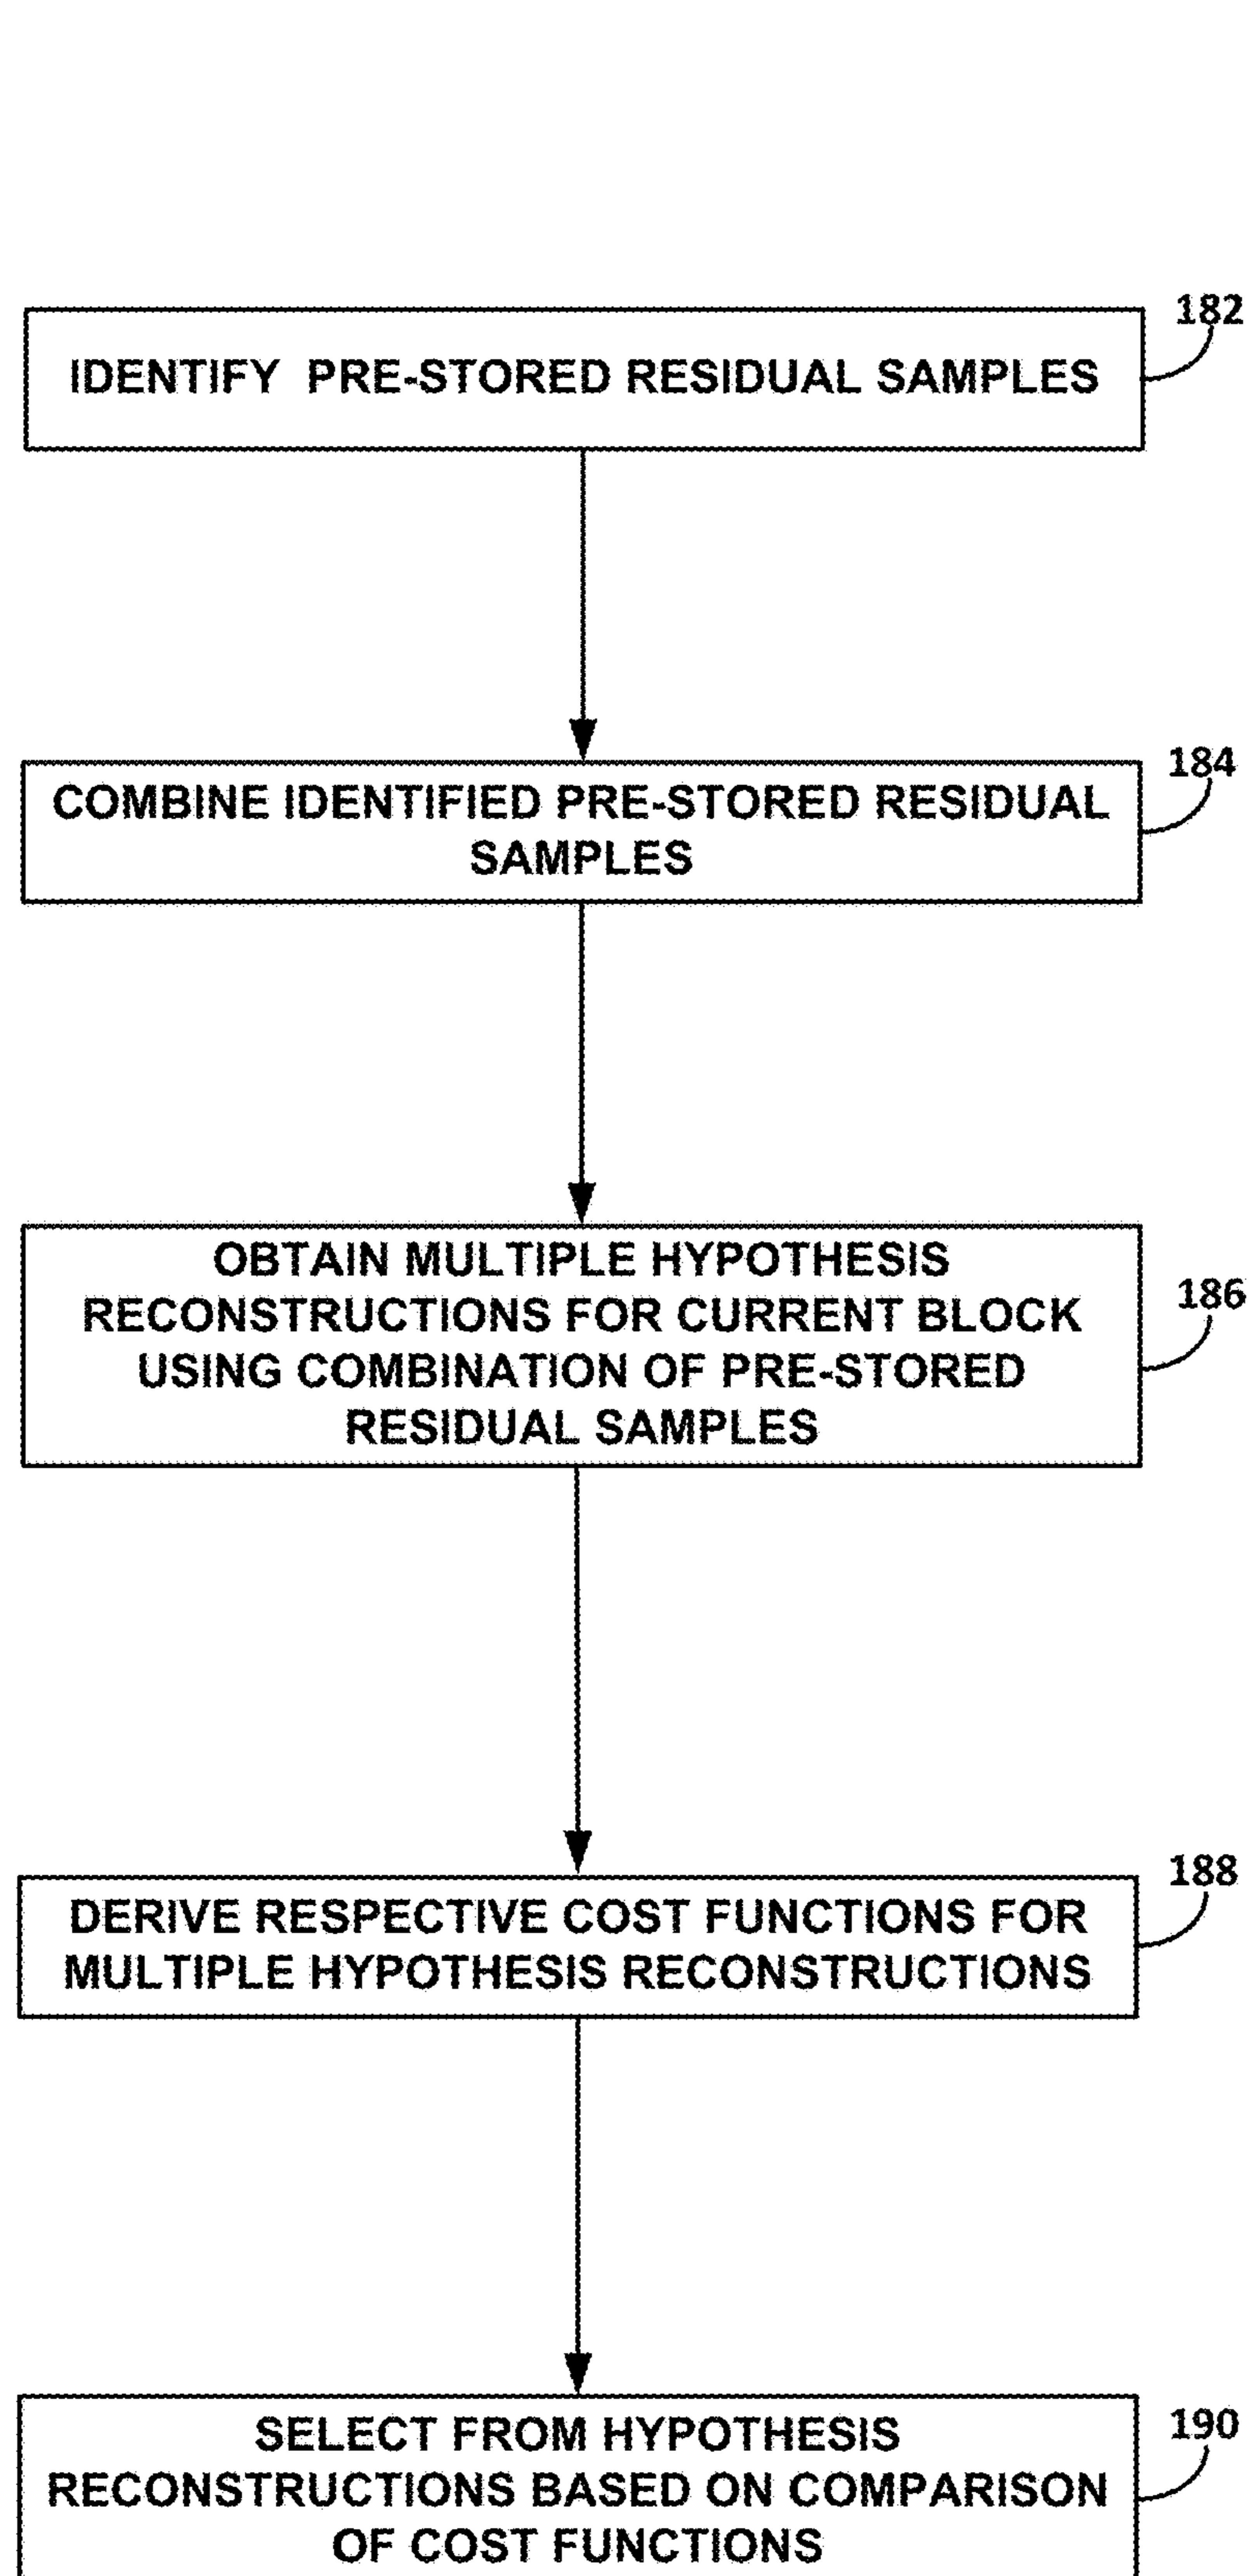 182
IDENTIFY PRE-STORED RESIDUAL SAMPLES
184
COMBINE IDENTIFIED PRE-STORED RESIDUAL
SAMPLES
186
OBTAIN MULTIPLE HYPOTHESIS
RECONSTRUCTIONS FOR CURRENT BLOCK
USING COMBINATION OF PRE-STORED
RESIDUAL SAMPLES
188
DERIVE RESPECTIVE COST FUNCTIONS FOR
MULTIPLE HYPOTHESIS RECONSTRUCTIONS
190
SELECT FROM HYPOTHESIS
RECONSTRUCTIONS BASED ON COMPARISON
OF COST FUNCTIONS